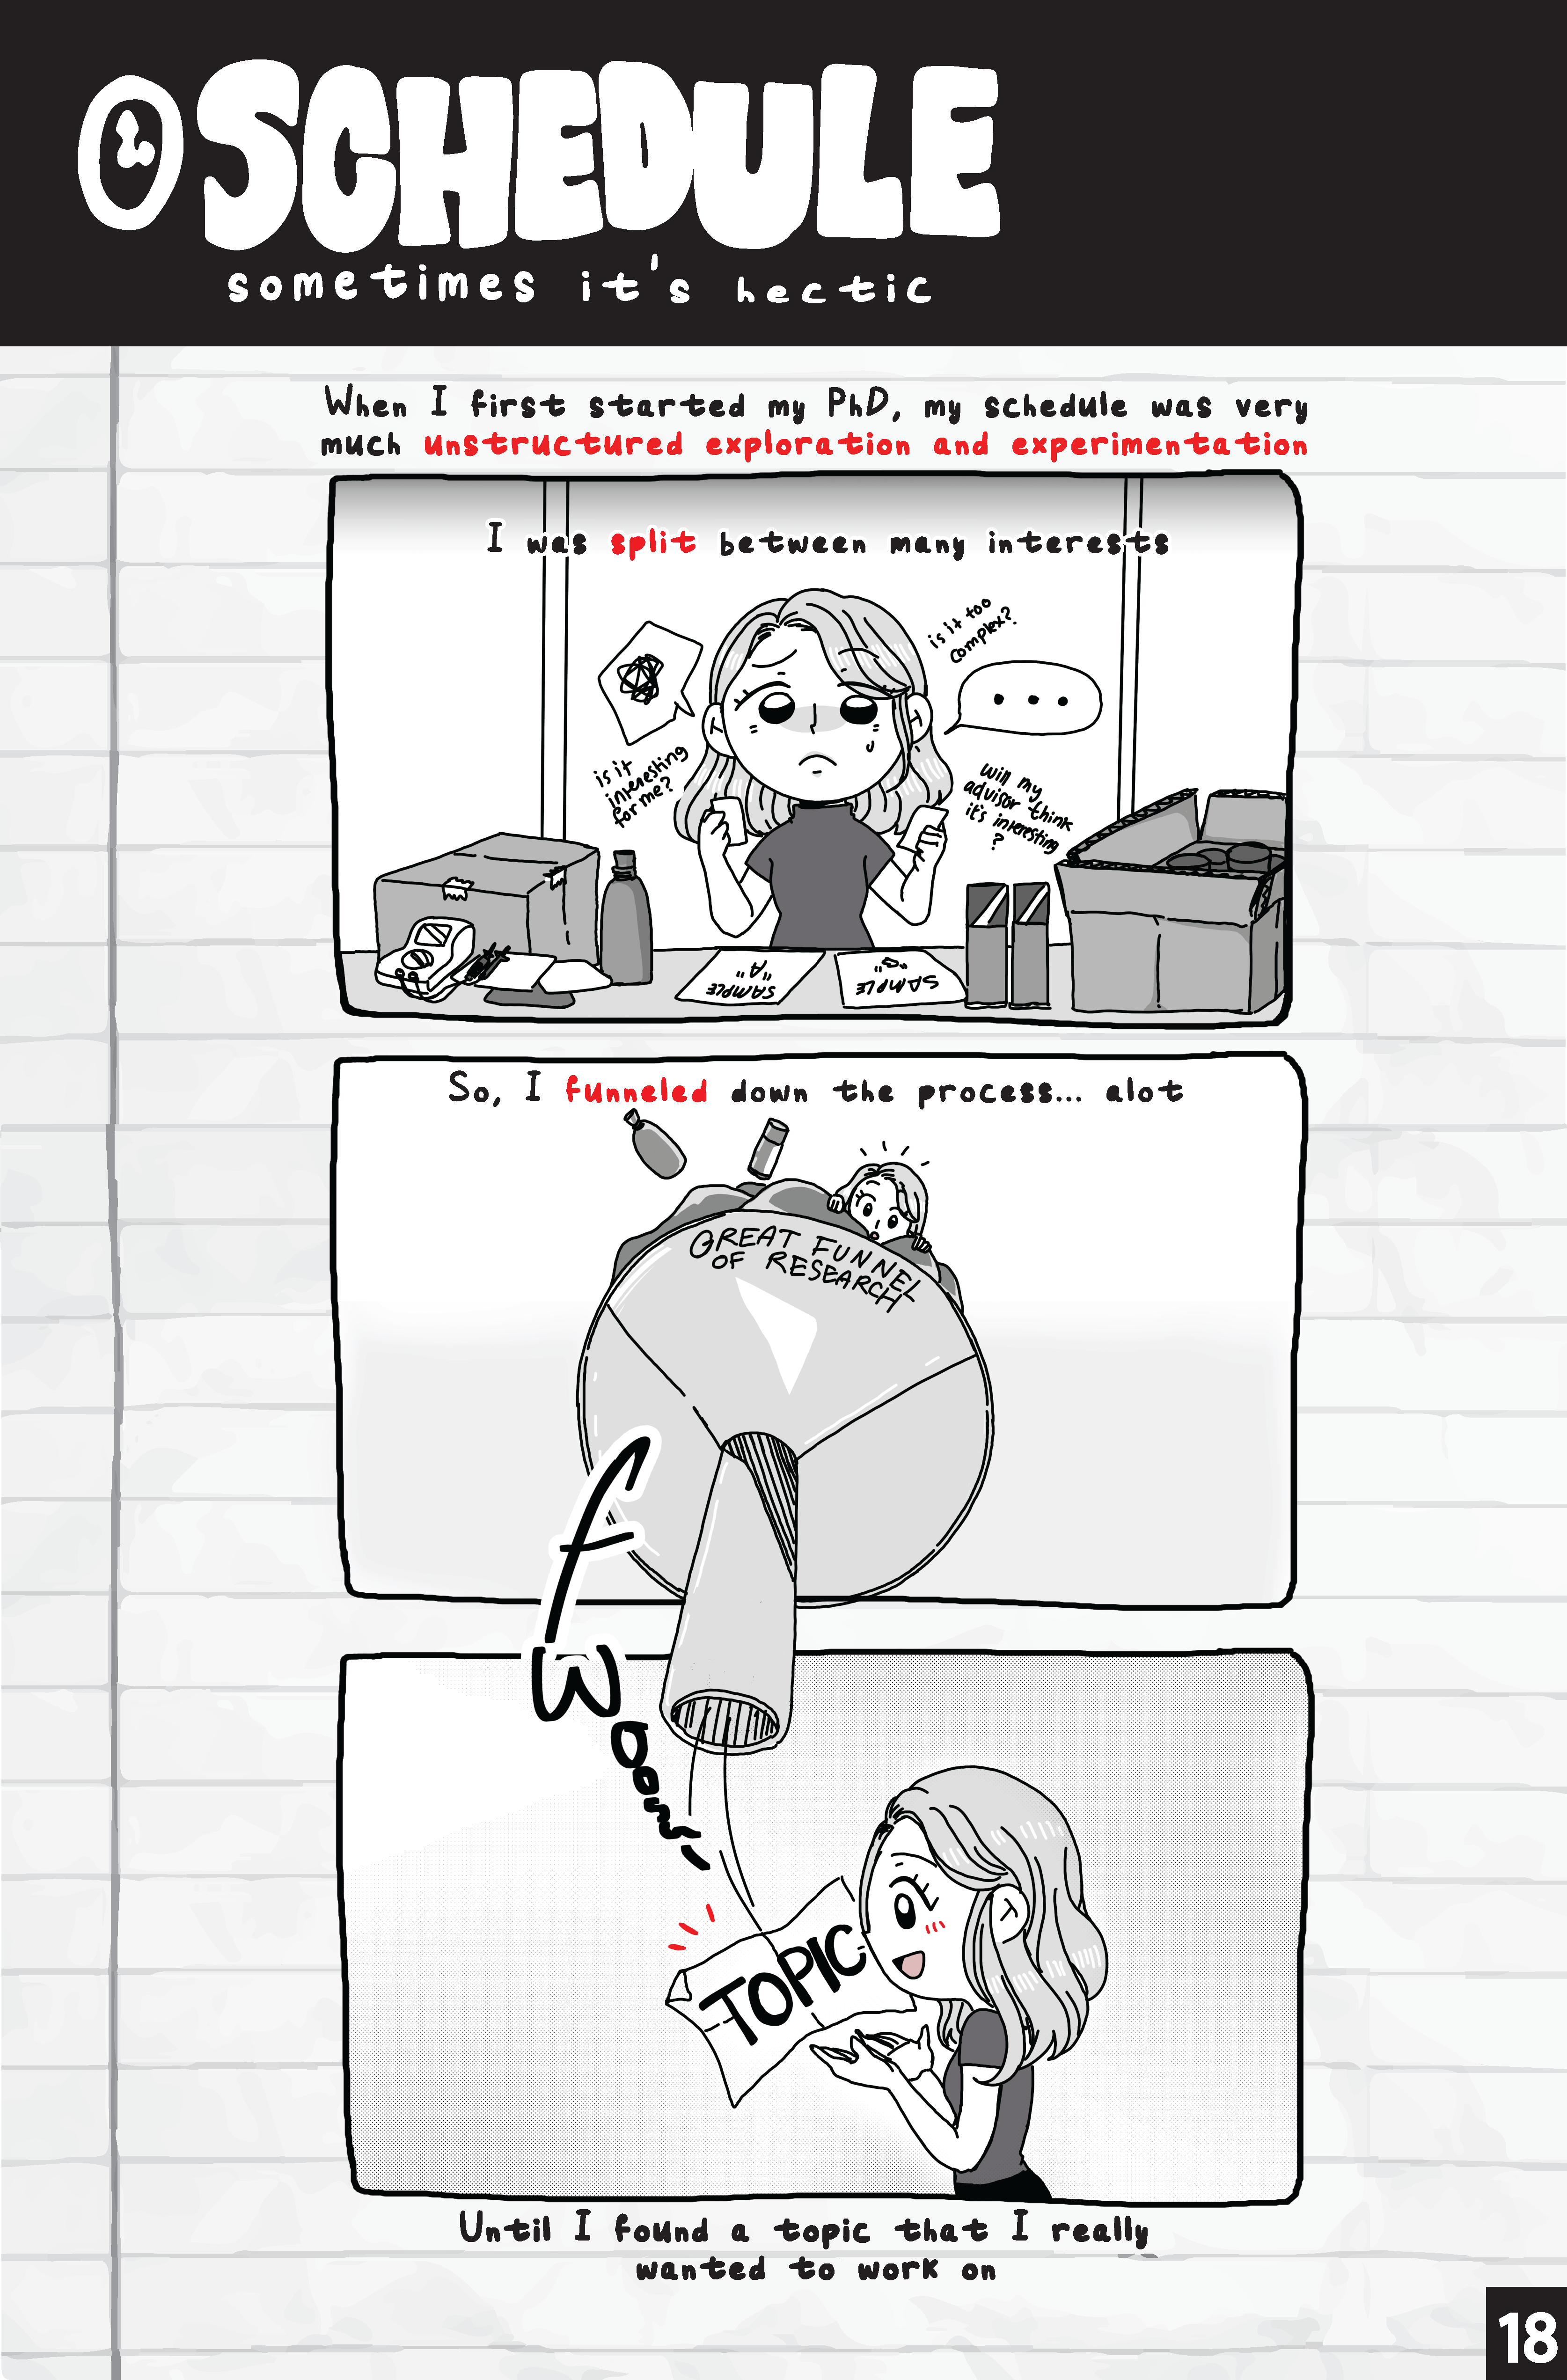 SCHEDULE
sometimes it's hectic
When I first started my PhD, my schedule was very
much unstructured exploration and experimentation
I was split between many interests
is it too
complex?
...
is it
interesting
for me?
will my
advisor think
it's interesting
?
SAMPLE
"A"
SAMPLE
So, I funneled down the process... alot
GREAT FUNNEL
OF RESEARCH
TOPIC
Until I found a topic that I really
wanted to work on
18